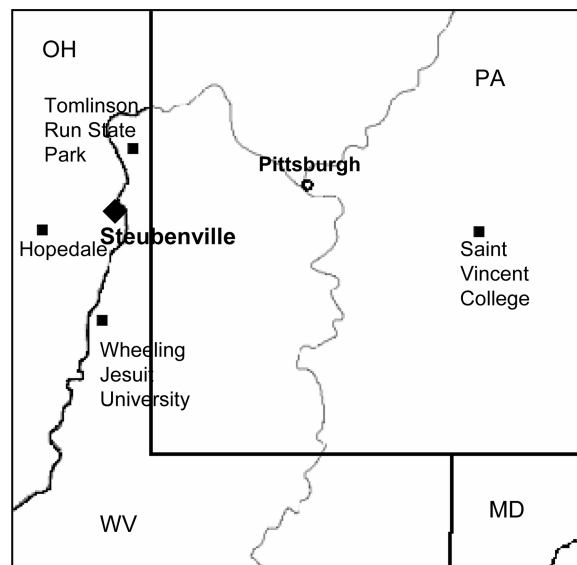 OH
PA
Tomlinson
Run State
Park
Pittsburgh
Steubenville
Hopedale
Saint
Vincent
College
Wheeling
Jesuit
University
WV
MD